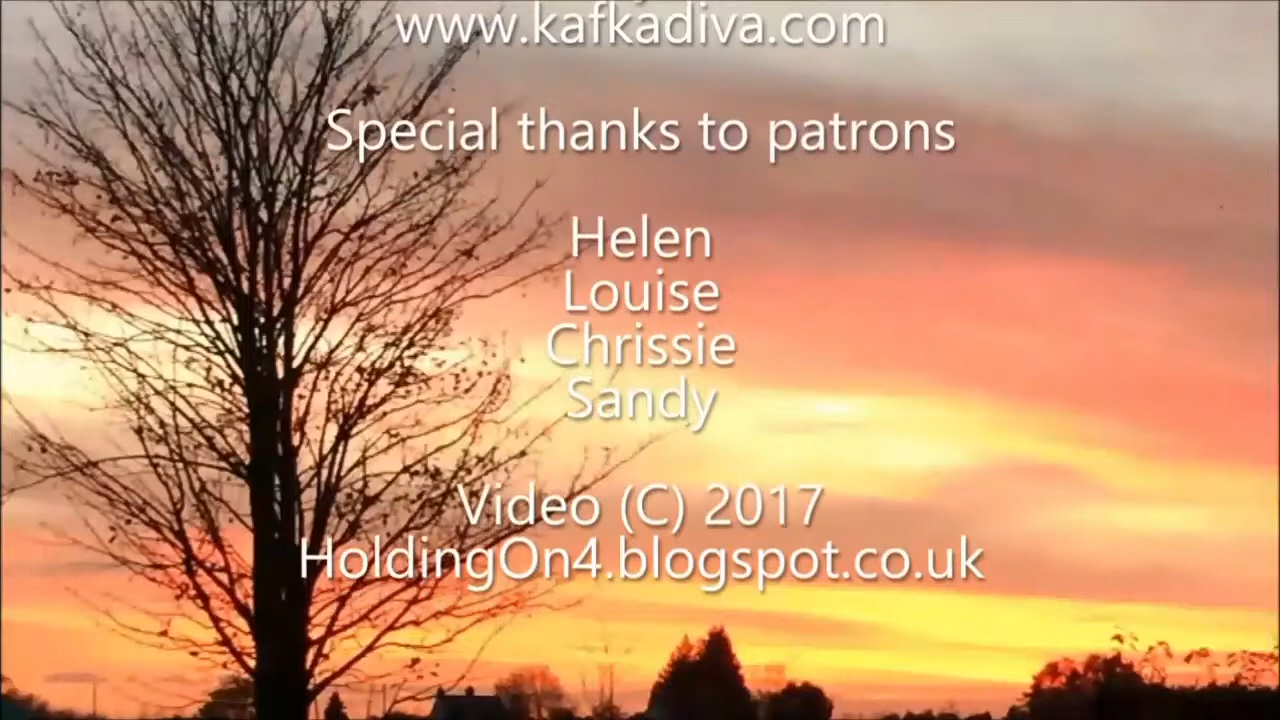 www.kafkadiva.com
Special thanks to patrons
Helen
Louise
Chrissie
Sandy
Video (C) 2017
HoldingOn4.blogspot.co.uk